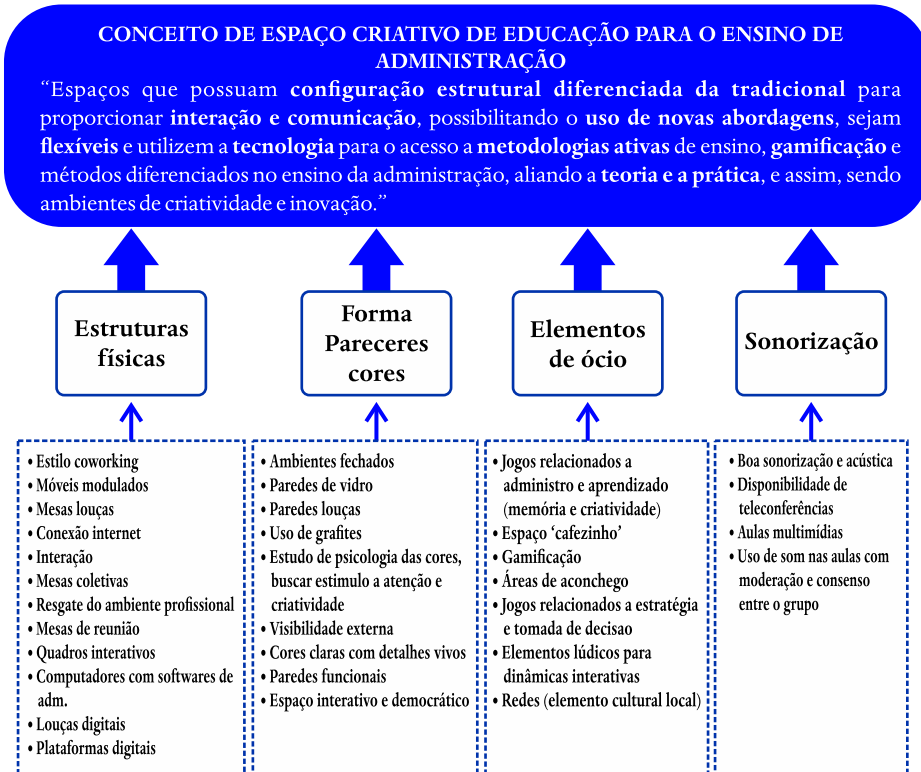 CONCEITO DE ESPAÇO CRIATIVO DE EDUCAÇÃO PARA O ENSINO DE
ADMINISTRAÇÃO
“Espaços que possuam configuração estrutural diferenciada da tradicional para
proporcionar interação e comunicação, possibilitando o uso de novas abordagens, sejam
flexíveis e utilizem a tecnologia para o acesso a metodologias ativas de ensino, gamificação e
métodos diferenciados no ensino da administração, aliando a teoria e a prática, e assim, sendo
ambientes de criatividade e inovação.”
Estruturas
físicas
Forma
Pareceres
cores
Elementos
de ócio
Sonorização
• Estilo coworking
• Móveis modulados
• Mesas louças
• Conexão internet
• Interação
• Mesas coletivas
• Resgate do ambiente profissional
• Mesas de reunião
• Quadros interativos
• Computadores com softwares de
adm.
• Louças digitais
• Plataformas digitais
• Ambientes fechados
• Paredes de vidro
• Paredes louças
• Uso de grafites
• Estudo de psicologia das cores,
buscar estimulo a atenção e
criatividade
• Visibilidade externa
• Cores claras com detalhes vivos
• Paredes funcionais
• Espaço interativo e democrático
• Jogos relacionados a
administro e aprendizado
(memória e criatividade)
• Espaço ‘cafezinho’
• Gamificação
• Áreas de aconchego
• Jogos relacionados a estratégia
e tomada de decisao
• Elementos lúdicos para
dinâmicas interativas
• Redes (elemento cultural local)
• Boa sonorização e acústica
• Disponibilidade de
teleconferências
• Aulas multimídias
• Uso de som nas aulas com
moderação e consenso
entre o grupo